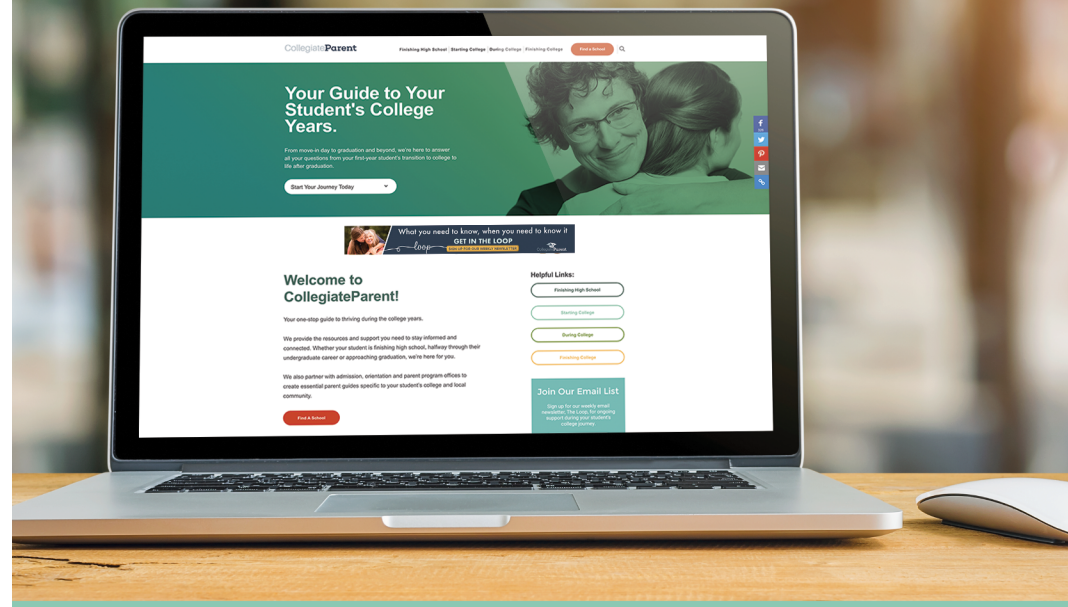 CollegiateParent
Finishing High School
Starting College
During College
Finishing College
Find a School
Your Guide to Your
Student's College
Years.
From move-in day to graduation and beyond, we're here to answer
all your questions from your first-year student's transition to college to
life after graduation.
Start Your Journey Today
What you need to know, when you need to know it
GET IN THE LOOP
loop
SIGN UP FOR OUR WEEKLY NEWSLETTER
CollegiateParent
Welcome to
CollegiateParent!
Your one-stop guide to thriving during the college years.
We provide the resources and support you need to stay informed and
connected. Whether your student is finishing high school, halfway through their
undergraduate career or approaching graduation, we're here for you.
We also partner with admission, orientation and parent program offices to
create essential parent guides specific to your student's college and local
community.
Find A School
Helpful Links:
Finishing High School
Starting College
During College
Finishing College
Join Our Email List
Sign up for our weekly email
newsletter, The Loop, for ongoing
support during your student's
college journey.